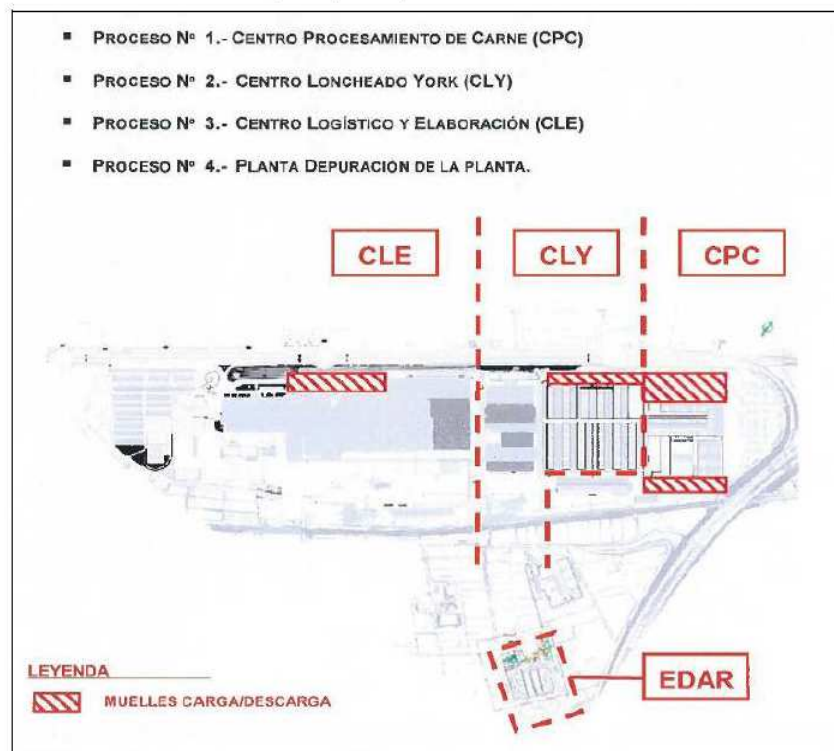 ▪ PROCESO Nº 1.- CENTRO PROCESAMIENTO DE CARNE (CPC)
▪ PROCESO Nº 2.- CENTRO LONCHEADO YORK (CLY)
▪ PROCESO Nº 3.- CENTRO LOGÍSTICO Y ELABORACIÓN (CLE)
▪ PROCESO Nº 4.- PLANTA DEPURACION DE LA PLANTA.
CLE
CLY
CPC
LEYENDA
MUELLES CARGA/DESCARGA
EDAR